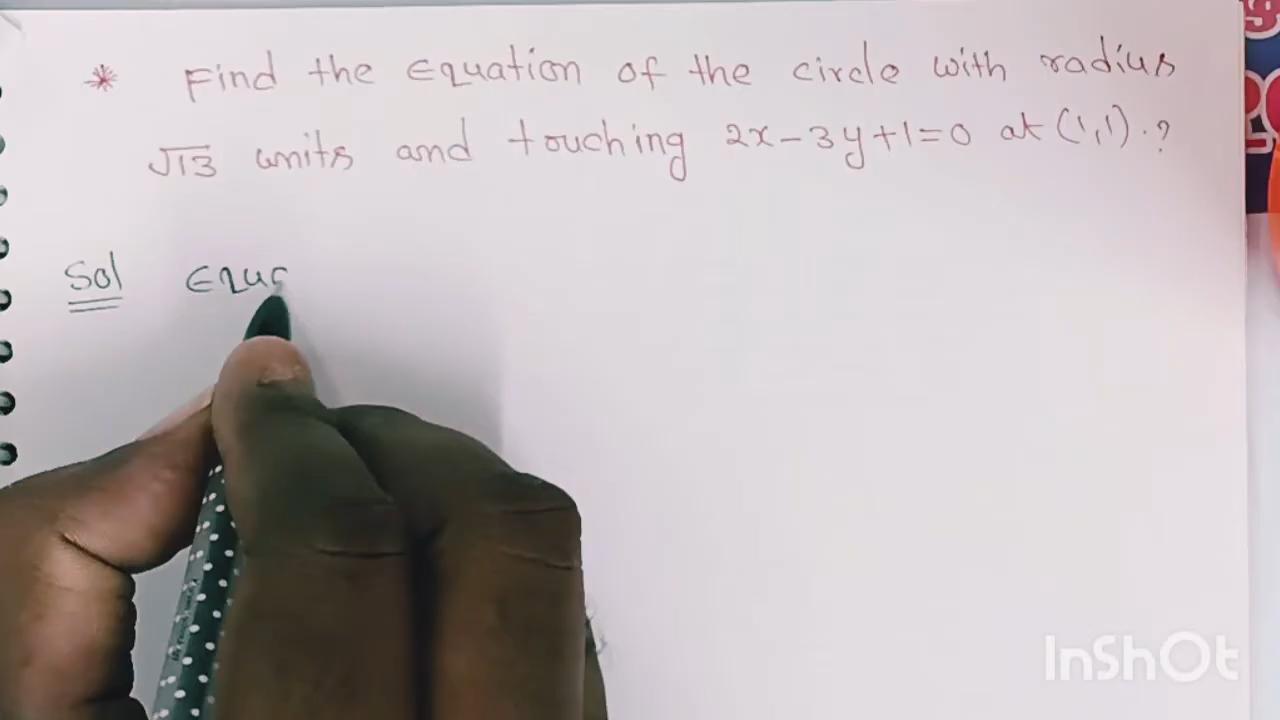 * Find the Equation of the circle with radius
√13 units and touching 2x-3y+1=0 at (1,1).?
Sol Equa
InShOt